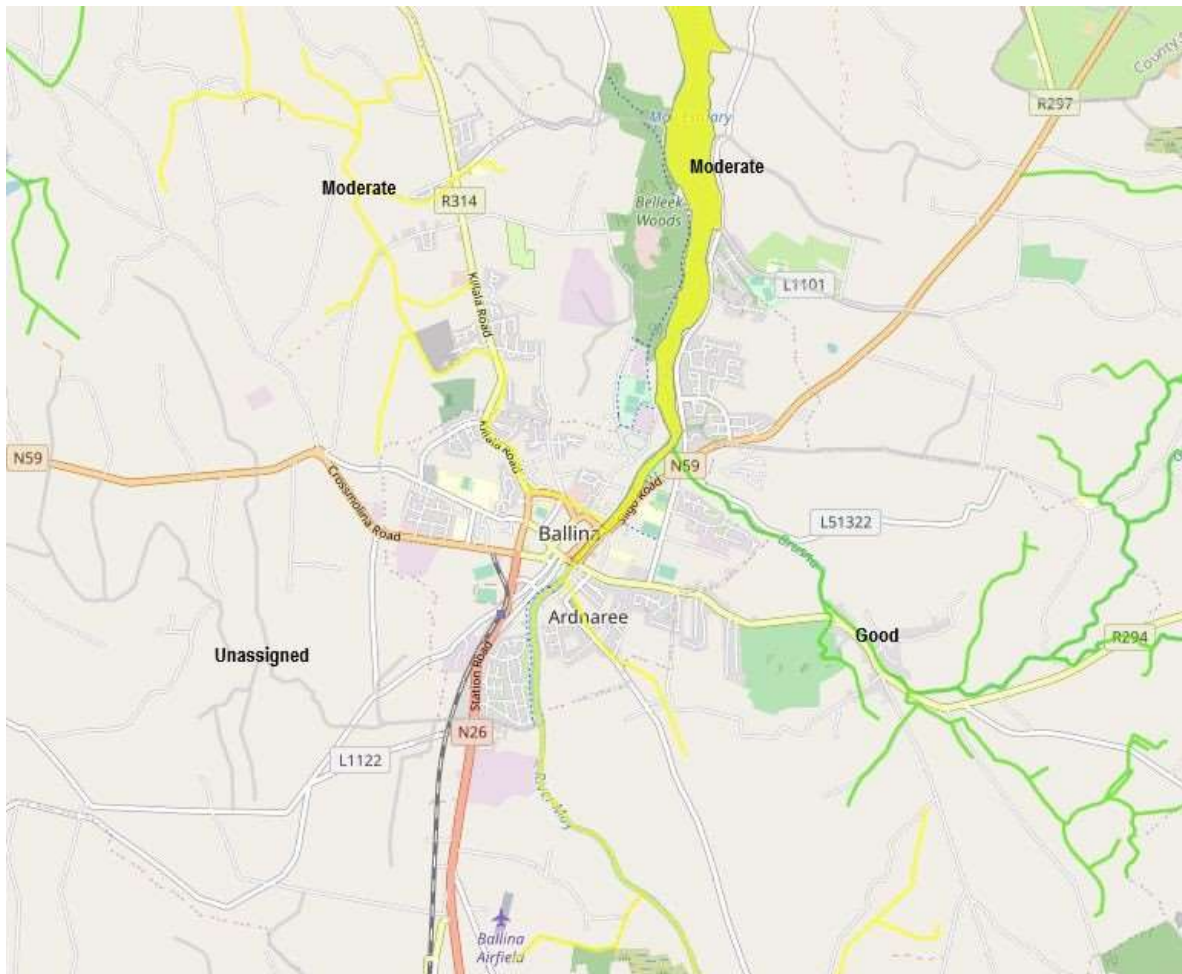 County
R297
Moy Estuary
Moderate
Moderate
R314
Belleek
Woods
L1101
Killala Road
Killala Road
N59
N59
Crossmolina Road
Sligo Road
Ballina
L51322
Brusna
Ardnaree
Good
R294
Unassigned
Station Road
N26
L1122
River Moy
Ballina
Airfield